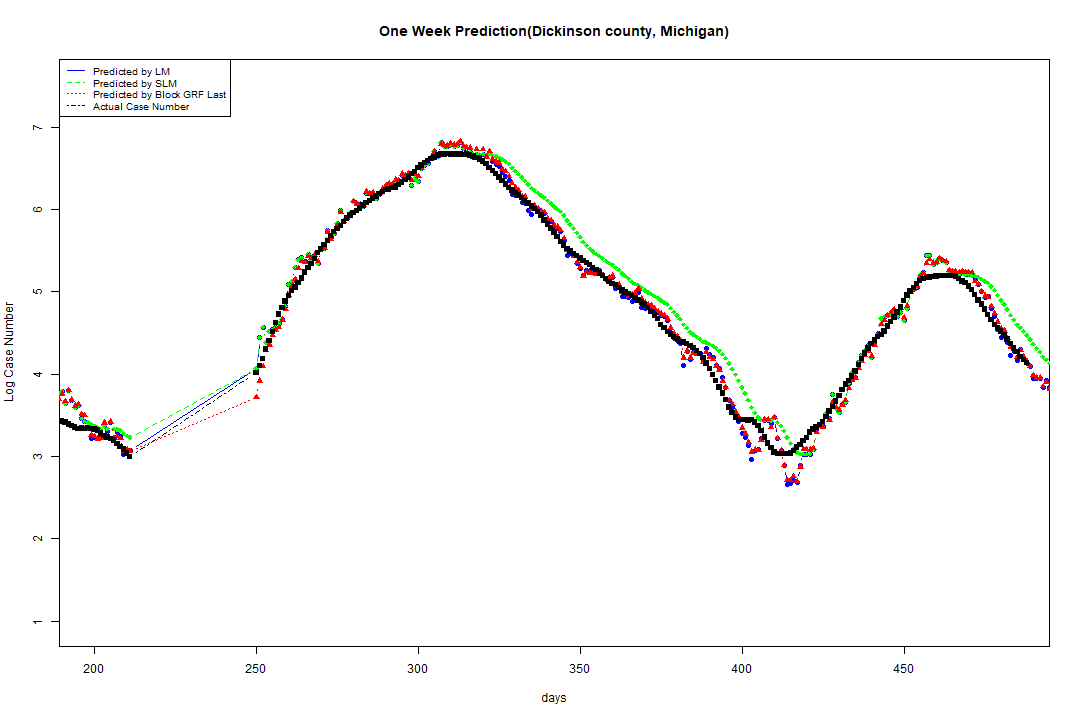 One Week Prediction(Dickinson county, Michigan)
Predicted by LM
Predicted by SLM
Predicted by Block GRF Last
Actual Case Number
Log Case Number
7
6
5
4
3
2
1
200 250 300 350 400 450
days